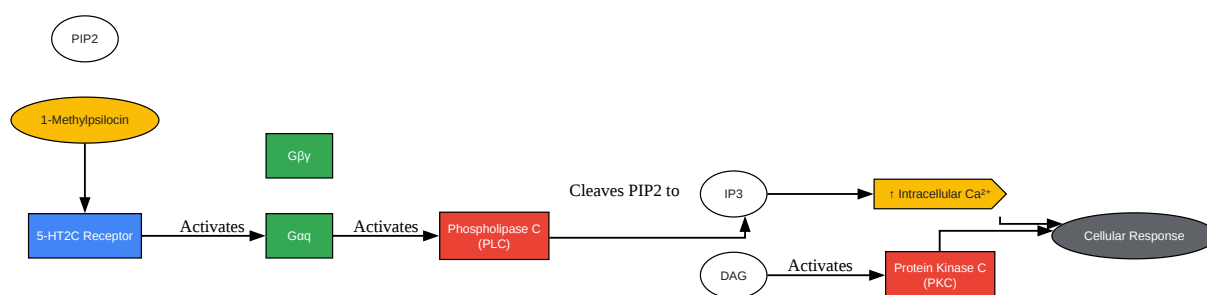 PIP2
1-Methylpsilocin
Gβγ
Cleaves PIP2 to
IP3
↑ Intracellular Ca²⁺
5-HT2C Receptor
Activates
Gαq
Activates
Phospholipase C
(PLC)
Cellular Response
DAG
Activates
Protein Kinase C
(PKC)